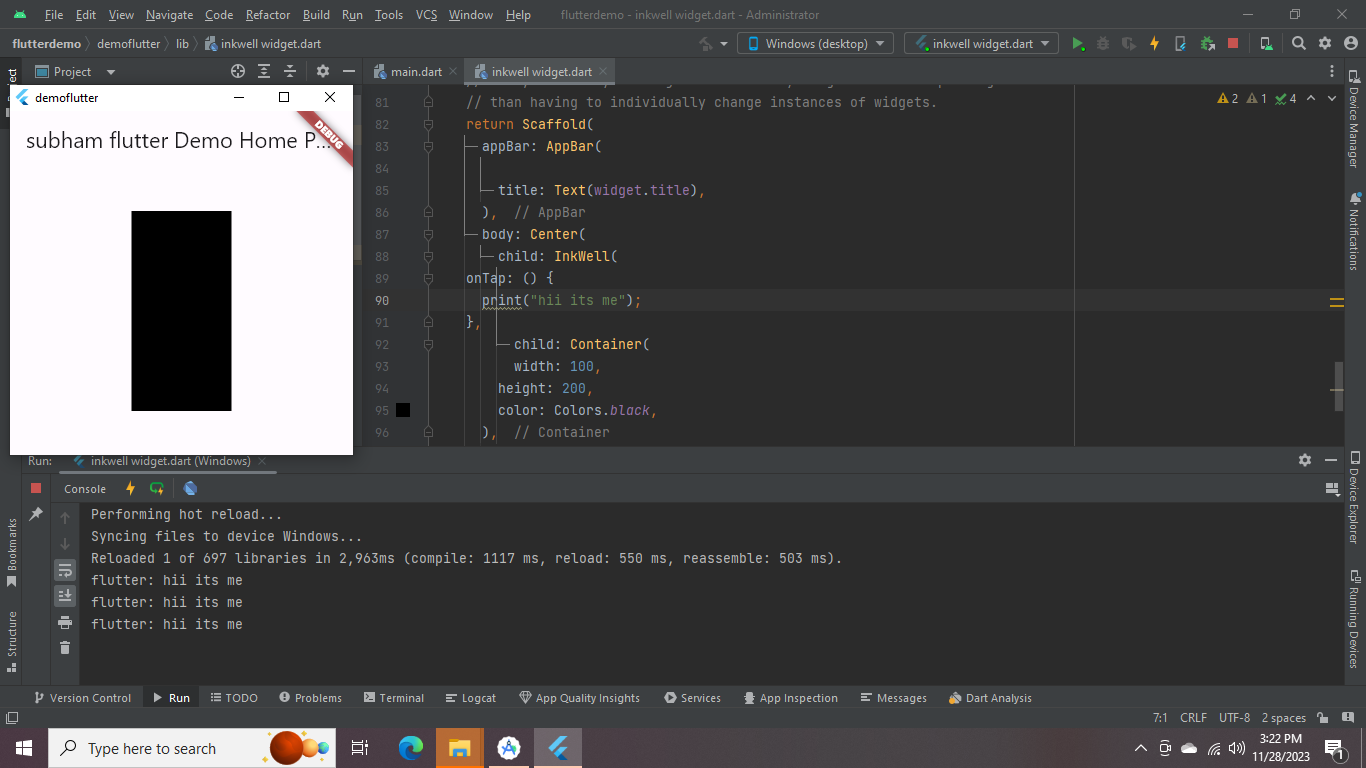 File Edit View Navigate Code Refactor Build Run Tools VCS Window Help flutterdemo - inkwell widget.dart - Administrator
flutterdemo demoflutter lib inkwell widget.dart Windows (desktop) inkwell widget.dart
Project main.dart inkwell widget.dart
demoflutter
subham flutter Demo Home P...
DEBUG
81 // than having to individually change instances of widgets.
2 1 4
82 return Scaffold(
83 appBar: AppBar(
84
85 title: Text(widget.title),
86 ), // AppBar
87 body: Center(
88 child: InkWell(
89 onTap: () {
90 print("hii its me");
91 },
92 child: Container(
93 width: 100,
94 height: 200,
95 color: Colors.black,
96 ), // Container
Device Manager
Notifications
Device Explorer
Running Devices
Run: inkwell widget.dart (Windows)
Console
Performing hot reload...
Syncing files to device Windows...
Reloaded 1 of 697 libraries in 2,963ms (compile: 1117 ms, reload: 550 ms, reassemble: 503 ms).
flutter: hii its me
flutter: hii its me
flutter: hii its me
Bookmarks
Structure
Version Control Run TODO Problems Terminal Logcat App Quality Insights Services App Inspection Messages Dart Analysis
7:1 CRLF UTF-8 2 spaces
Type here to search
3:22 PM
11/28/2023
1